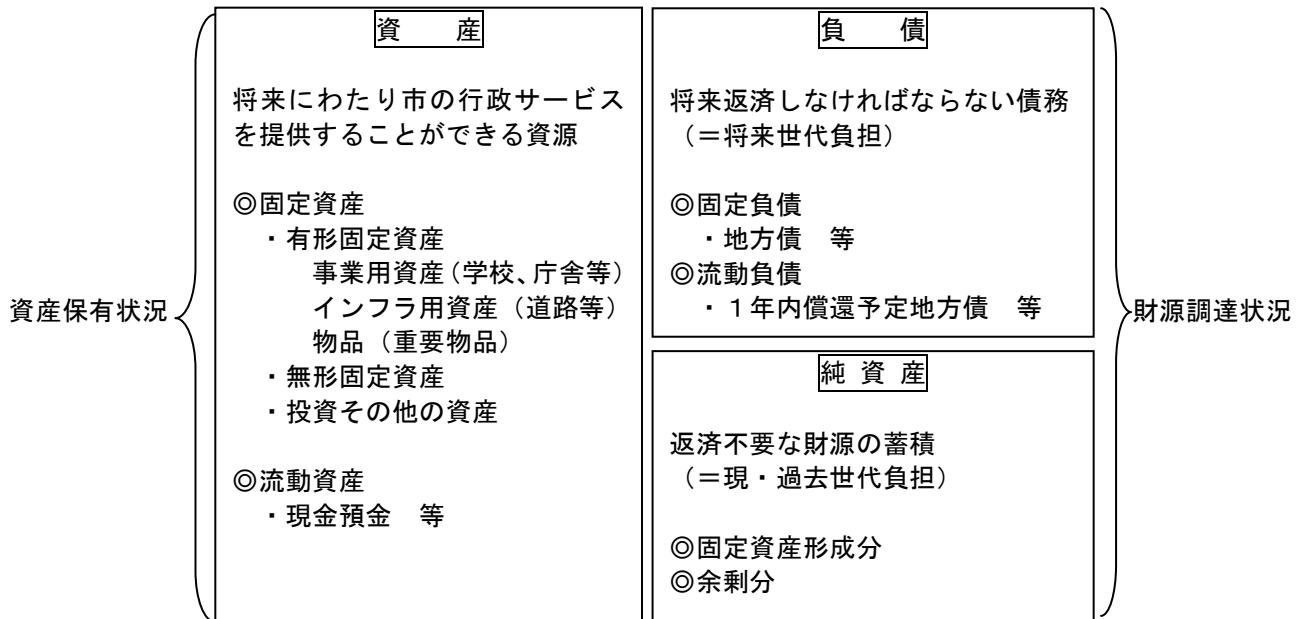 資産保有状況
資　　産
将来にわたり市の行政サービス
を提供することができる資源
◎固定資産
・有形固定資産
事業用資産（学校、庁舎等）
インフラ用資産（道路等）
物品（重要物品）
・無形固定資産
・投資その他の資産
◎流動資産
・現金預金　等
負　　債
将来返済しなければならない債務
（＝将来世代負担）
◎固定負債
・地方債　等
◎流動負債
・１年内償還予定地方債　等
純 資 産
返済不要な財源の蓄積
（＝現・過去世代負担）
◎固定資産形成分
◎余剰分
財源調達状況